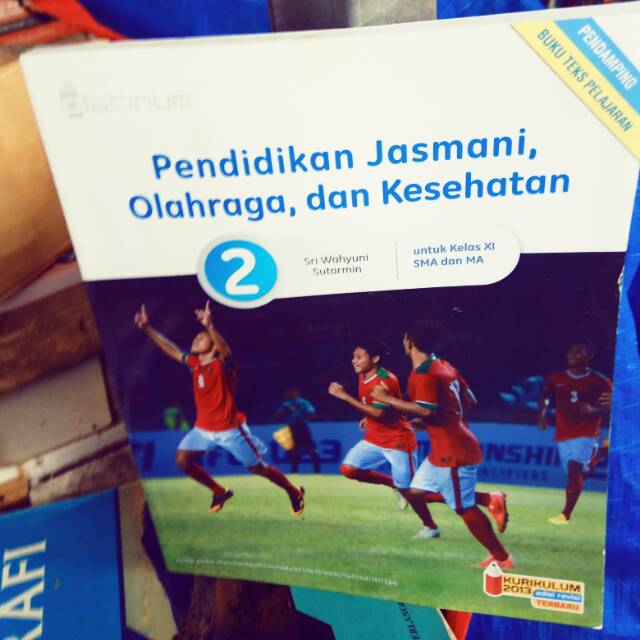 latinum
PENDAMPING
BUKU TEKS PELAJARAN
Pendidikan Jasmani,
Olahraga, dan Kesehatan
2
Sri Wahyuni
Sutarmin
untuk Kelas XI
SMA dan MA
KURIKULUM
2013 edisi revisi
TERBARU
RAFI